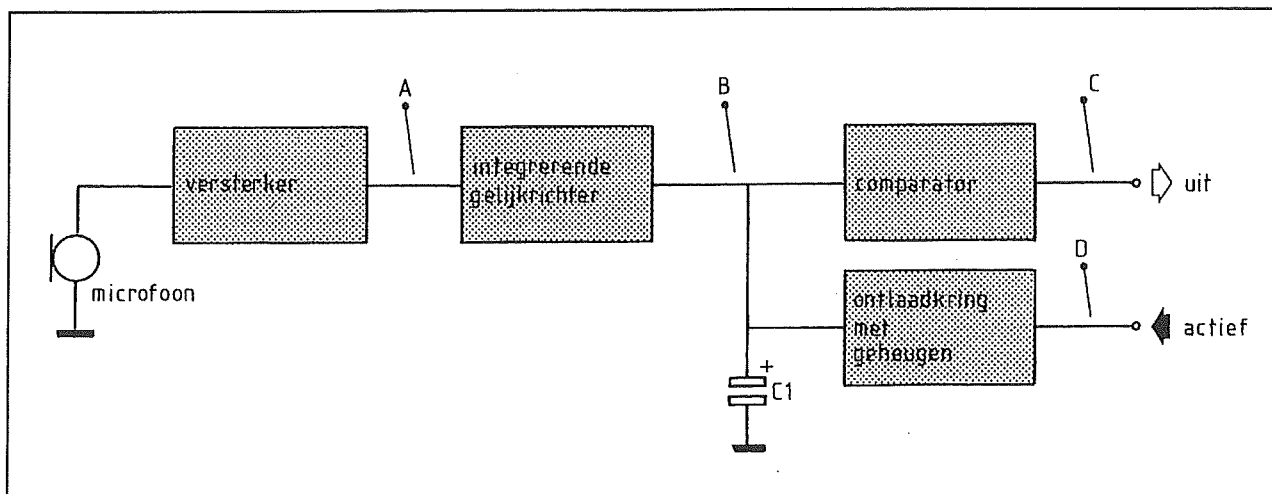 A
B
C
versterker
integrerende
gelijkrichter
comparator
uit
D
microfoon
ontlaadkring
met
geheugen
actief
+
C1